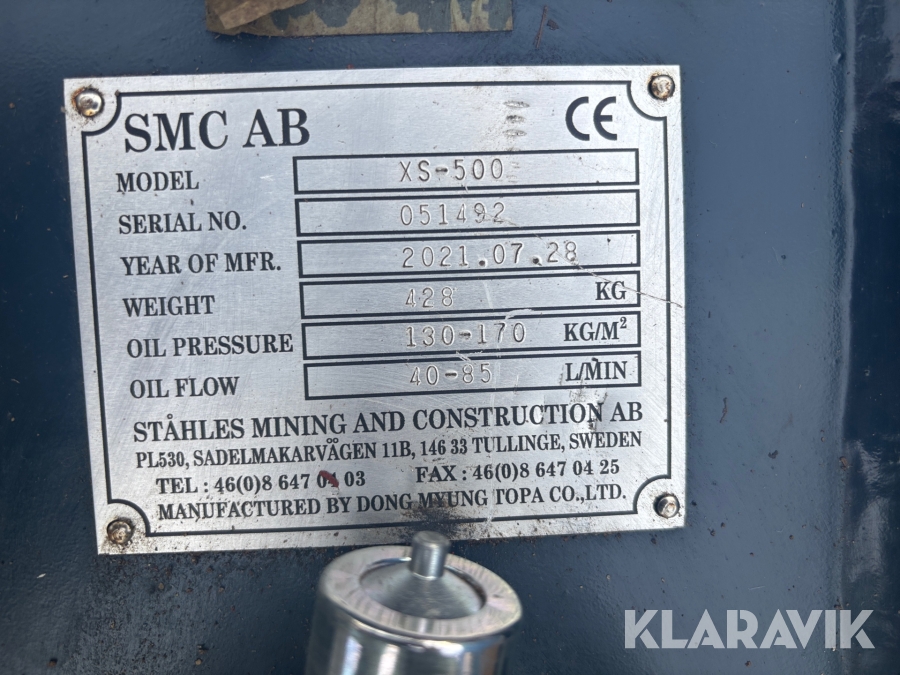 SMC AB
CE
MODEL XS-500
SERIAL NO. 051492
YEAR OF MFR. 2021.07.28
WEIGHT 428 KG
OIL PRESSURE 130-170 KG/M²
OIL FLOW 40-85 L/MIN
STÅHLES MINING AND CONSTRUCTION AB
PL530, SADELMAKARVÄGEN 11B, 146 33 TULLINGE, SWEDEN
TEL : 46(0)8 647 04 03 FAX : 46(0)8 647 04 25
MANUFACTURED BY DONG MYUNG TOPA CO.,LTD.
KLARAVIK